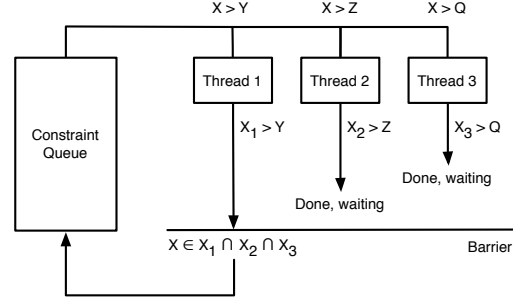 X > Y
X > Z
X > Q
Thread 1
Thread 2
Thread 3
Constraint
Queue
X₁ > Y
X₂ > Z
X₃ > Q
Done, waiting
Done, waiting
X ∈ X₁ ∩ X₂ ∩ X₃
Barrier